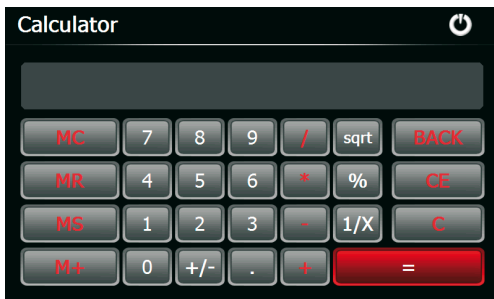 Calculator
MC 7 8 9 / sqrt BACK
MR 4 5 6 * % CE
MS 1 2 3 - 1/X C
M+ 0 +/- . + =